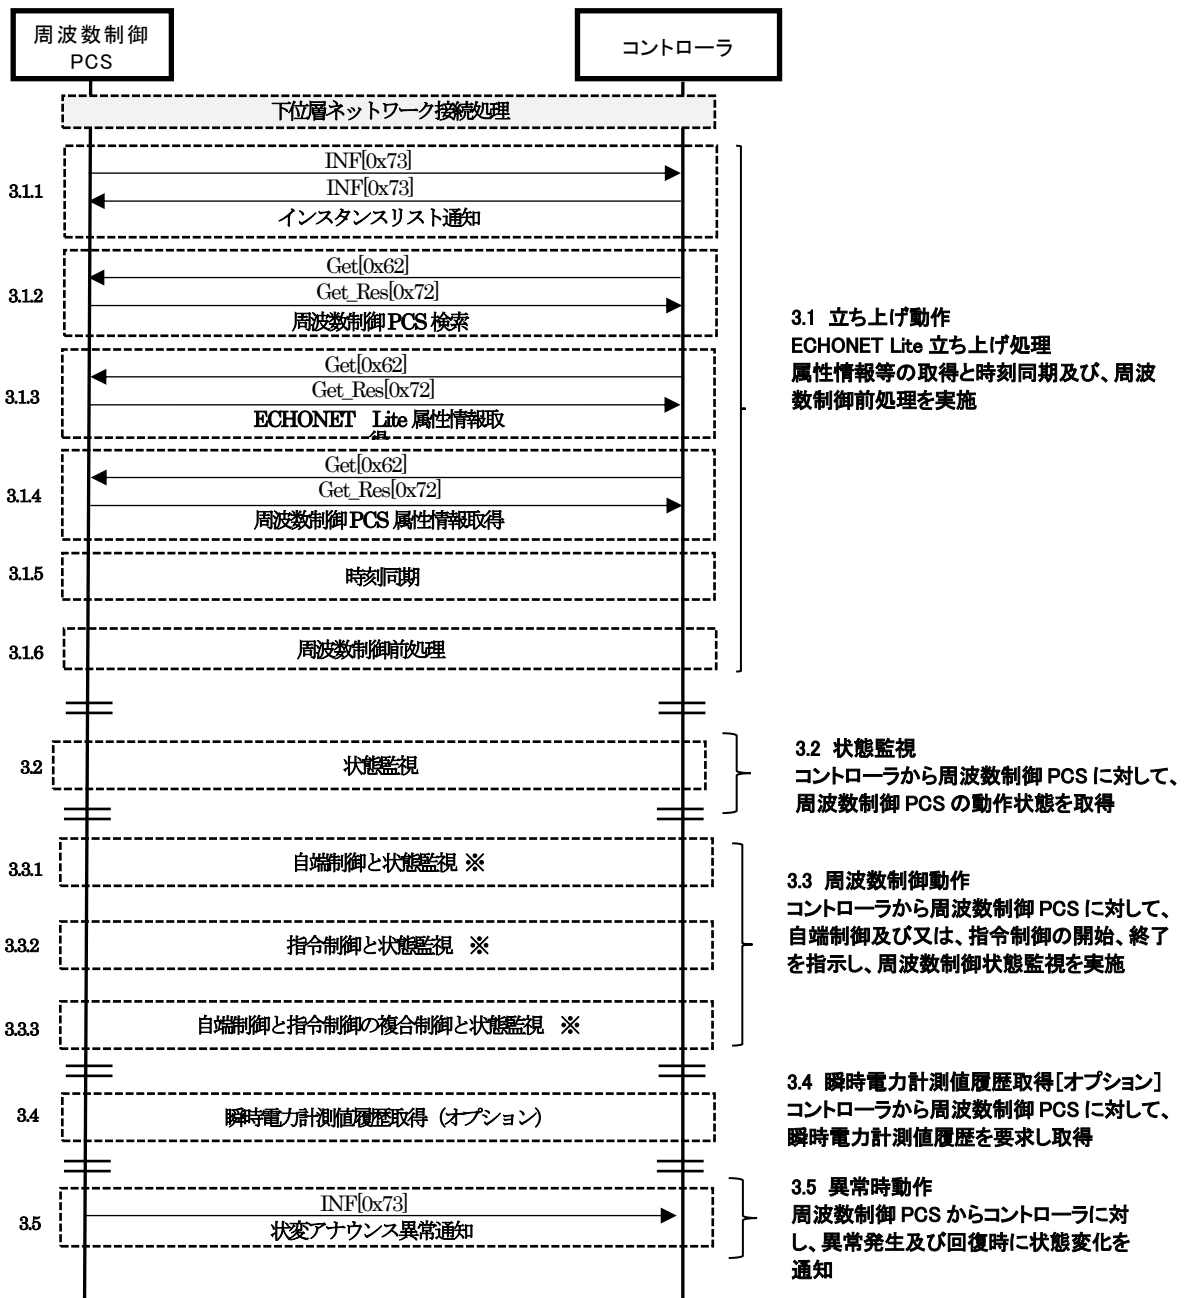 周波数制御
PCS
コントローラ
下位層ネットワーク接続処理
3.1.1
INF[0x73]
INF[0x73]
インスタンスリスト通知
3.1.2
Get[0x62]
Get_Res[0x72]
周波数制御 PCS 検索
3.1.3
Get[0x62]
Get_Res[0x72]
ECHONET　Lite 属性情報取
得
3.1.4
Get[0x62]
Get_Res[0x72]
周波数制御 PCS 属性情報取得
3.1.5
時刻同期
3.1.6
周波数制御前処理
3.1 立ち上げ動作
ECHONET Lite 立ち上げ処理
属性情報等の取得と時刻同期及び、周波
数制御前処理を実施
3.2
状態監視
3.2 状態監視
コントローラから周波数制御 PCS に対して、
周波数制御 PCS の動作状態を取得
3.3.1
自端制御と状態監視 ※
3.3.2
指令制御と状態監視　※
3.3.3
自端制御と指令制御の複合制御と状態監視　※
3.3 周波数制御動作
コントローラから周波数制御 PCS に対して、
自端制御及び又は、指令制御の開始、終了
を指示し、周波数制御状態監視を実施
3.4
瞬時電力計測値履歴取得（オプション）
3.4 瞬時電力計測値履歴取得［オプション］
コントローラから周波数制御 PCS に対して、
瞬時電力計測値履歴を要求し取得
3.5
INF[0x73]
状変アナウンス異常通知
3.5 異常時動作
周波数制御 PCS からコントローラに対
し、異常発生及び回復時に状態変化を
通知